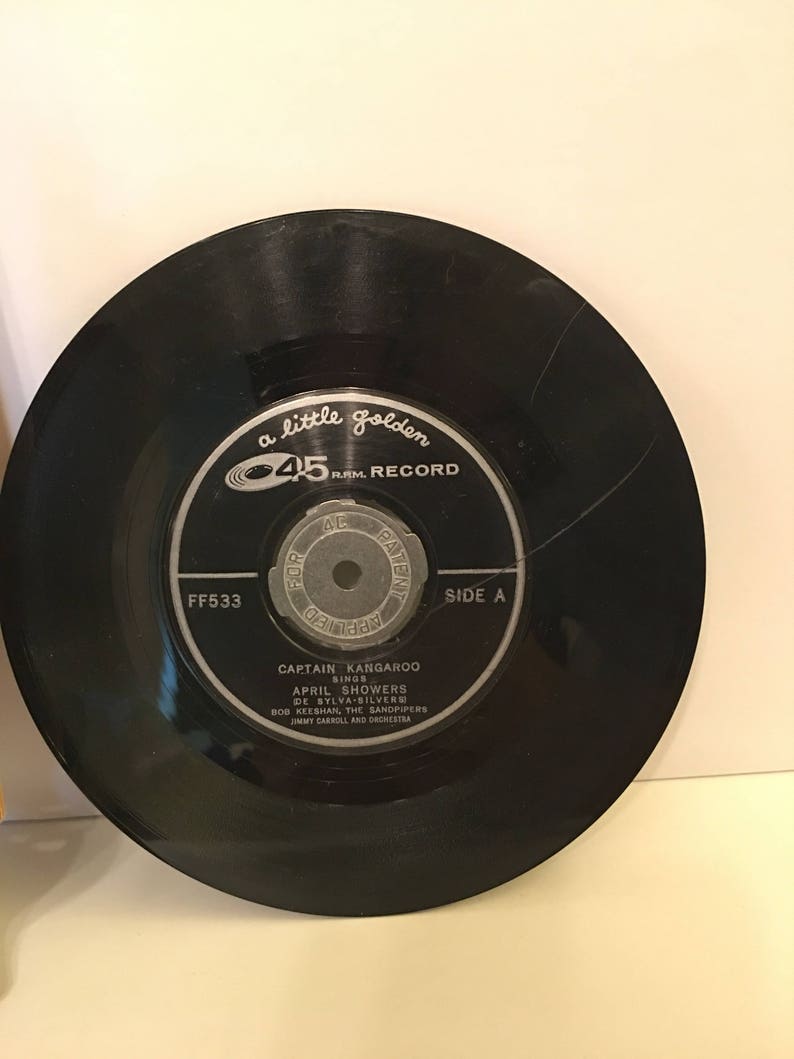 a little golden
45 R.P.M. RECORD
4C PATENT APPLIED FOR
FF533
SIDE A
CAPTAIN KANGAROO
SINGS
APRIL SHOWERS
(DE SYLVA-SILVERS)
BOB KEESHAN, THE SANDPIPERS
JIMMY CARROLL AND ORCHESTRA